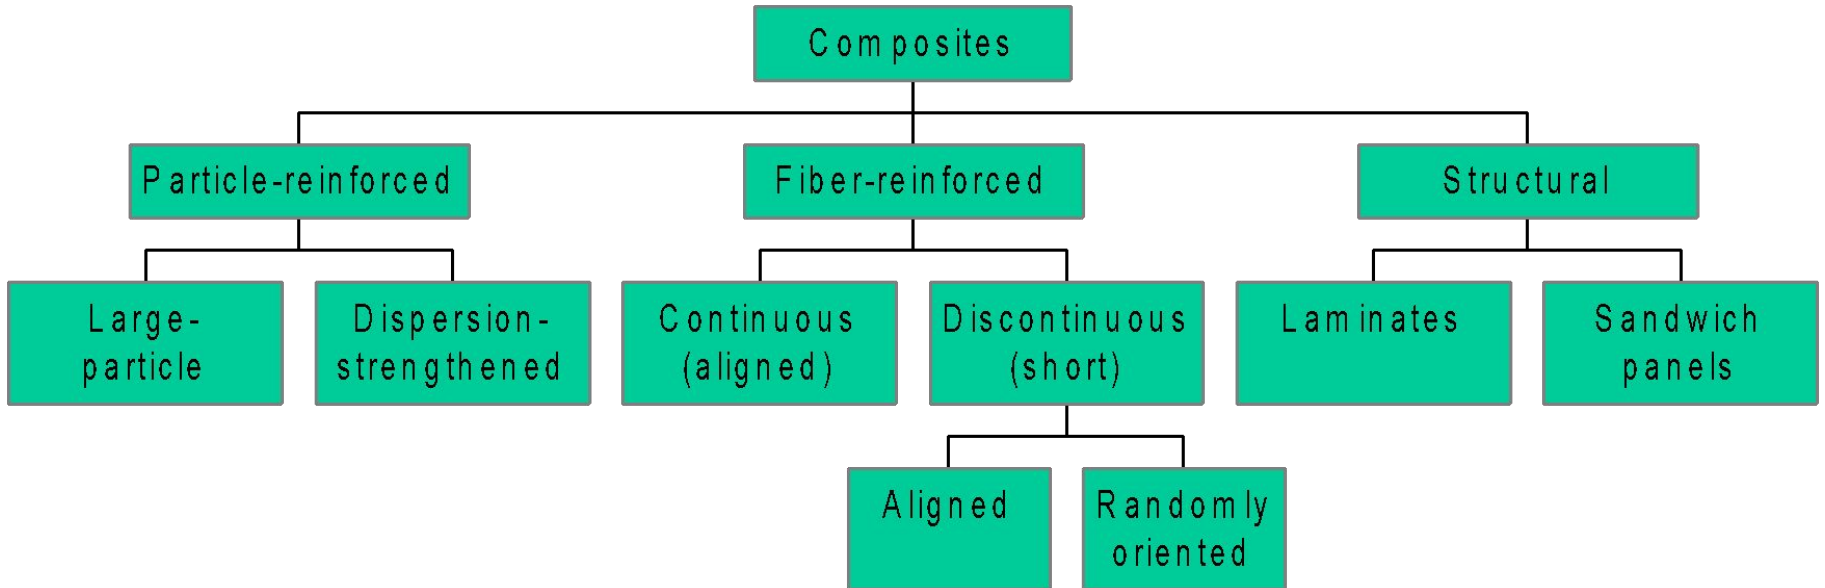 Composites
Particle-reinforced
Fiber-reinforced
Structural
Large-
particle
Dispersion-
strengthened
Continuous
(aligned)
Discontinuous
(short)
Laminates
Sandwich
panels
Aligned
Randomly
oriented